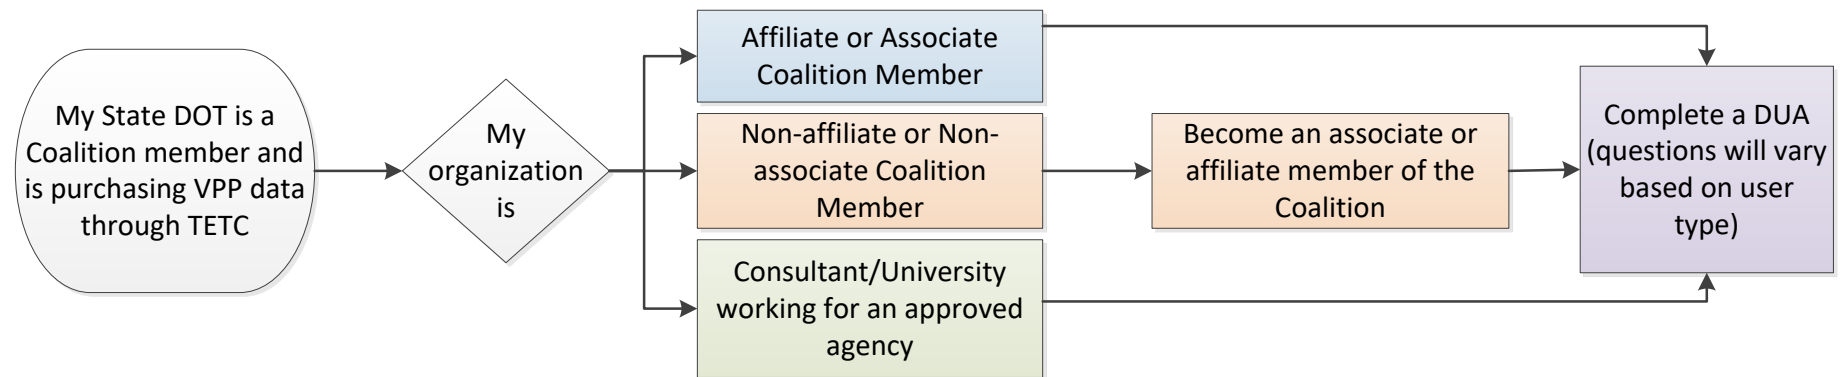 My State DOT is a
Coalition member and
is purchasing VPP data
through TETC
My
organization
is
Affiliate or Associate
Coalition Member
Non-affiliate or Non-
associate Coalition
Member
Consultant/University
working for an approved
agency
Become an associate or
affiliate member of the
Coalition
Complete a DUA
(questions will vary
based on user
type)